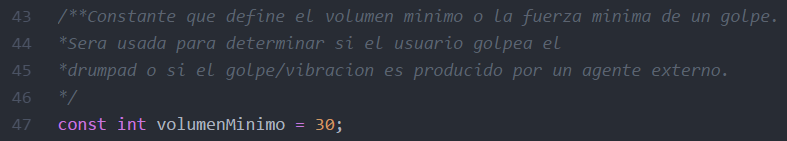 43 /**Constante que define el volumen minimo o la fuerza minima de un golpe.
44 *Sera usada para determinar si el usuario golpea el
45 *drumpad o si el golpe/vibracion es producido por un agente externo.
46 */
47 const int volumenMinimo = 30;